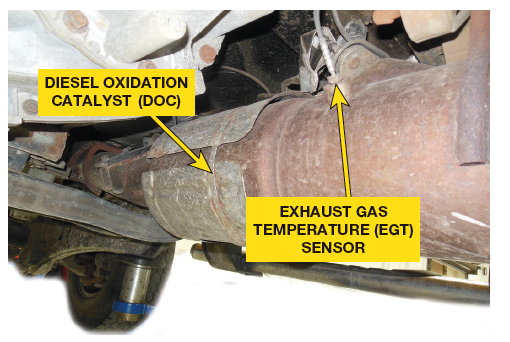 DIESEL OXIDATION
CATALYST (DOC)
EXHAUST GAS
TEMPERATURE (EGT)
SENSOR